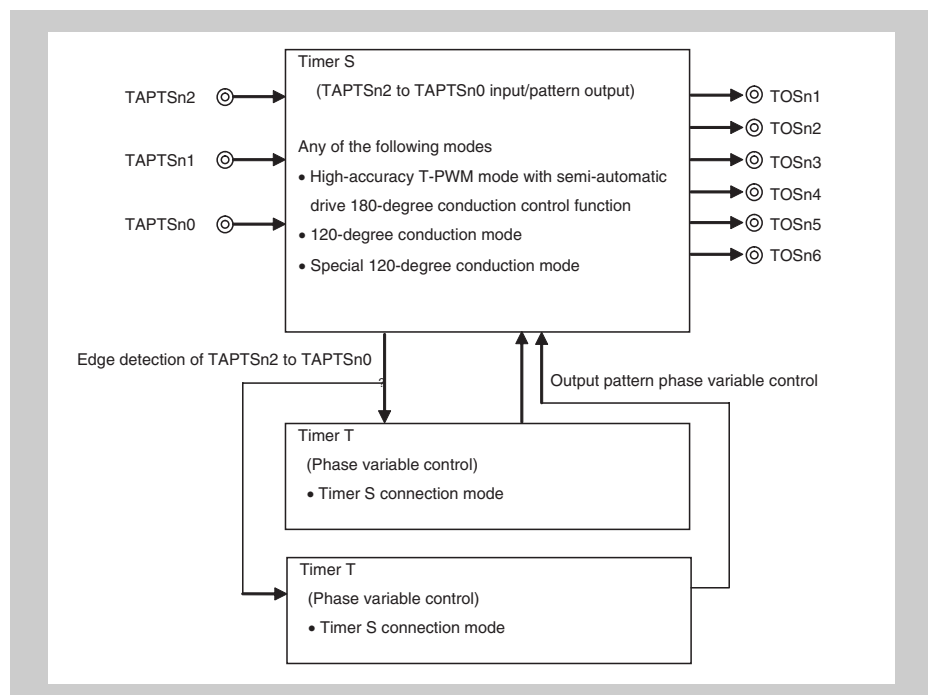 Timer S
(TAPTSn2 to TAPTSn0 input/pattern output)
TAPTSn2
TAPTSn1
TAPTSn0
Any of the following modes
• High-accuracy T-PWM mode with semi-automatic
drive 180-degree conduction control function
• 120-degree conduction mode
• Special 120-degree conduction mode
TOSn1
TOSn2
TOSn3
TOSn4
TOSn5
TOSn6
Edge detection of TAPTSn2 to TAPTSn0
?
Output pattern phase variable control
Timer T
(Phase variable control)
• Timer S connection mode
Timer T
(Phase variable control)
• Timer S connection mode